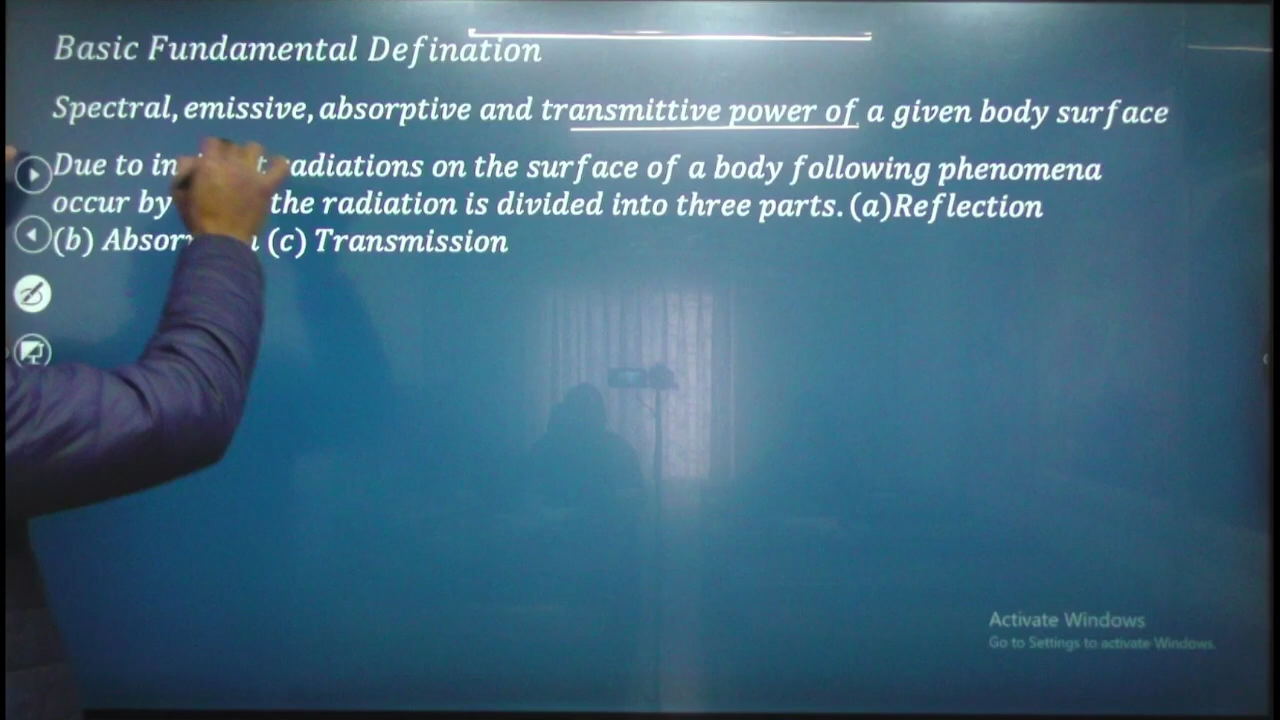 Basic Fundamental Defination
Spectral, emissive, absorptive and transmittive power of a given body surface
Due to radiations on the surface of a body following phenomena
occur by the radiation is divided into three parts. (a)Reflection
(b) (c) Transmission
Activate Windows
Go to Settings to activate Windows.